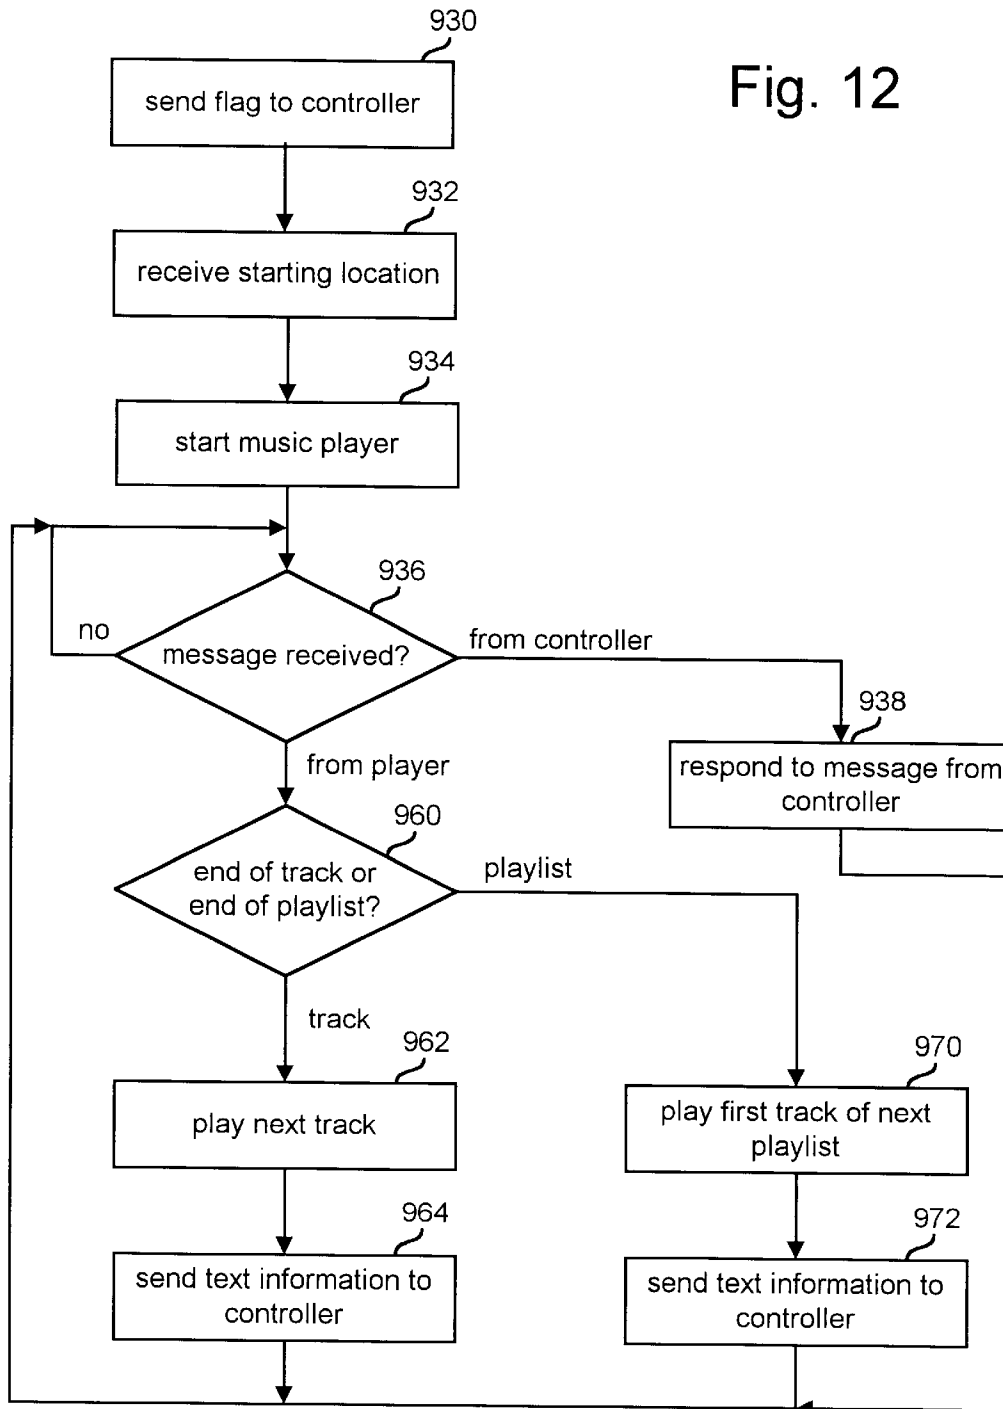 930
Fig. 12
send flag to controller
932
receive starting location
934
start music player
936
no
message received?
from controller
938
respond to message from
controller
from player
960
end of track or
end of playlist?
playlist
track
962
play next track
970
play first track of next
playlist
964
send text information to
controller
972
send text information to
controller